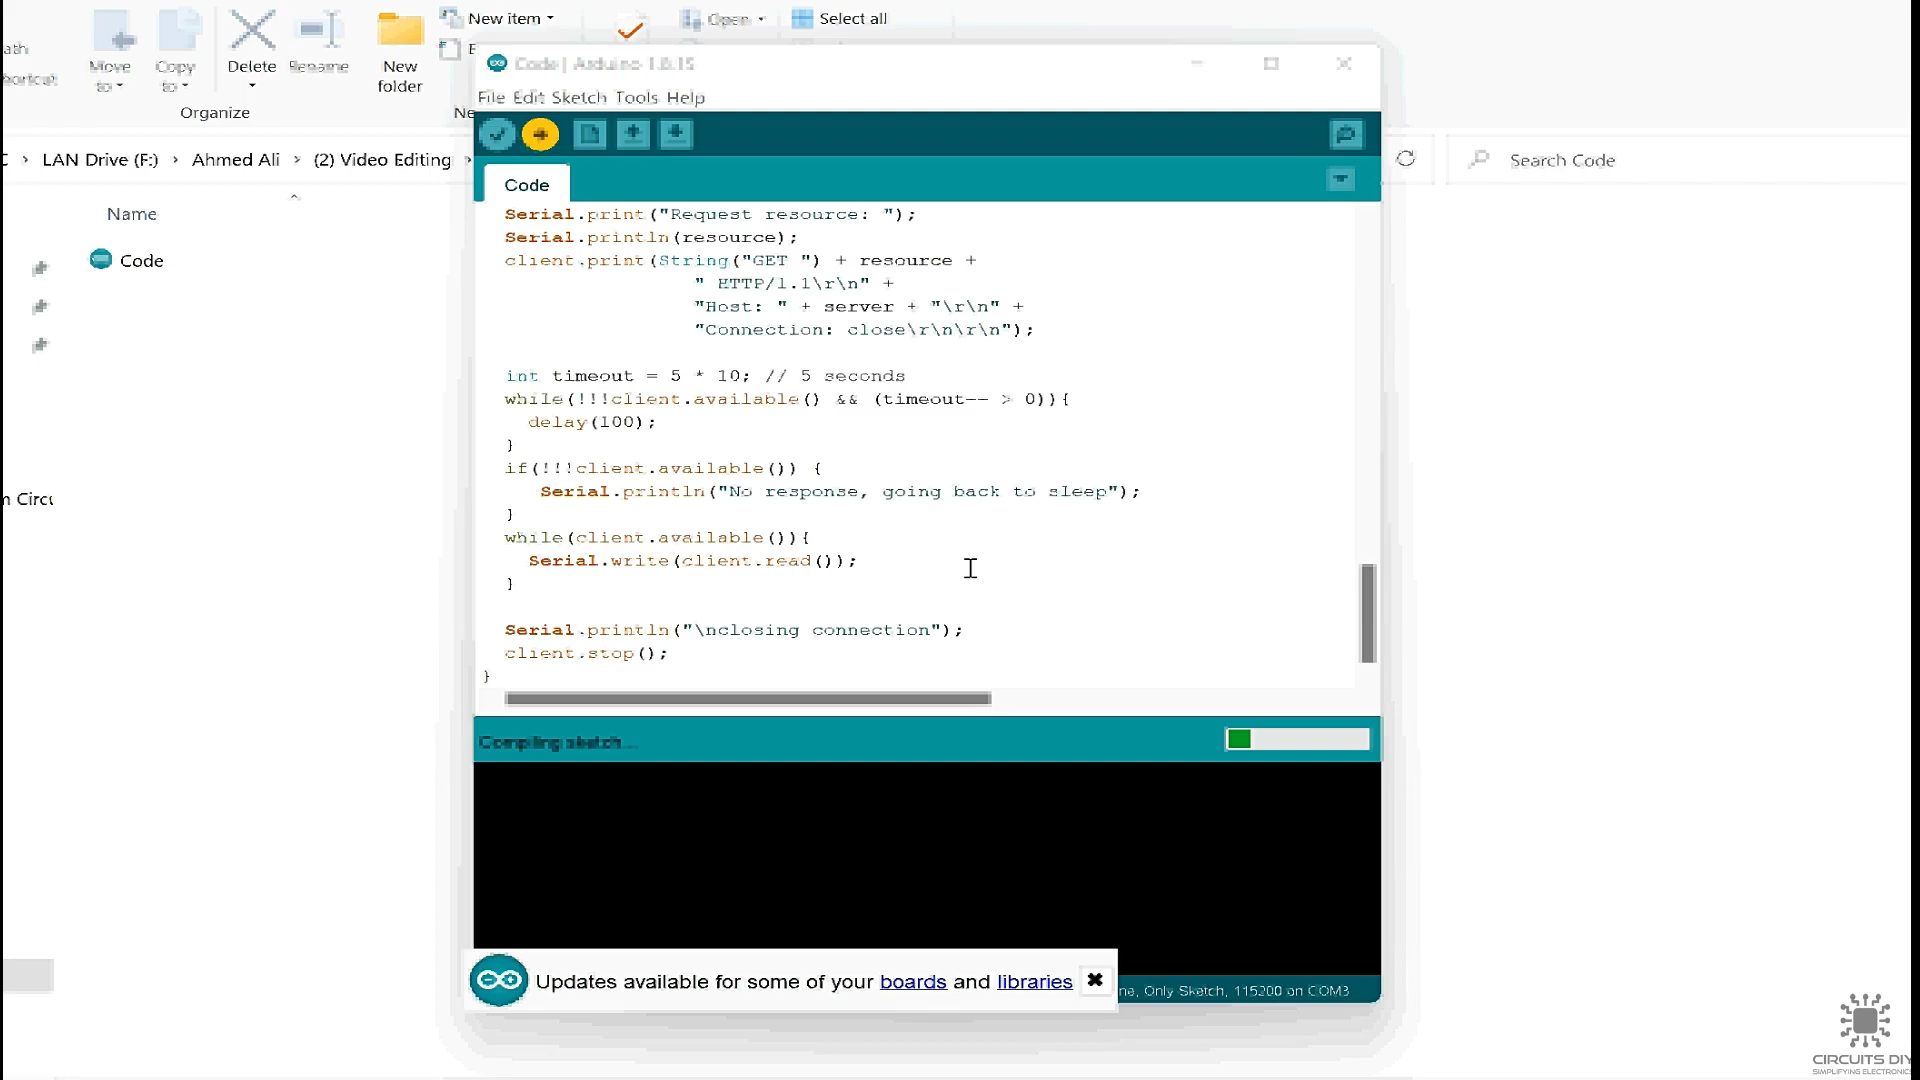 New item
Open
Select all
ath
Move
to
Copy
to
Delete
Rename
New
folder
Organize
Ne
Code | Arduino 1.8.15
File Edit Sketch Tools Help
LAN Drive (F:) › Ahmed Ali › (2) Video Editing ›
Search Code
Name
Code
n Circu
Code
Serial.print("Request resource: ");
Serial.println(resource);
client.print(String("GET ") + resource +
" HTTP/1.1\r\n" +
"Host: " + server + "\r\n" +
"Connection: close\r\n\r\n");
int timeout = 5 * 10; // 5 seconds
while(!!!client.available() && (timeout-- > 0)){
delay(100);
}
if(!!!client.available()) {
Serial.println("No response, going back to sleep");
}
while(client.available()){
Serial.write(client.read());
}
Serial.println("\nclosing connection");
client.stop();
}
Compiling sketch...
Updates available for some of your boards and libraries
ne, Only Sketch, 115200 on COM3
CIRCUITS DIY
SIMPLIFYING ELECTRONICS